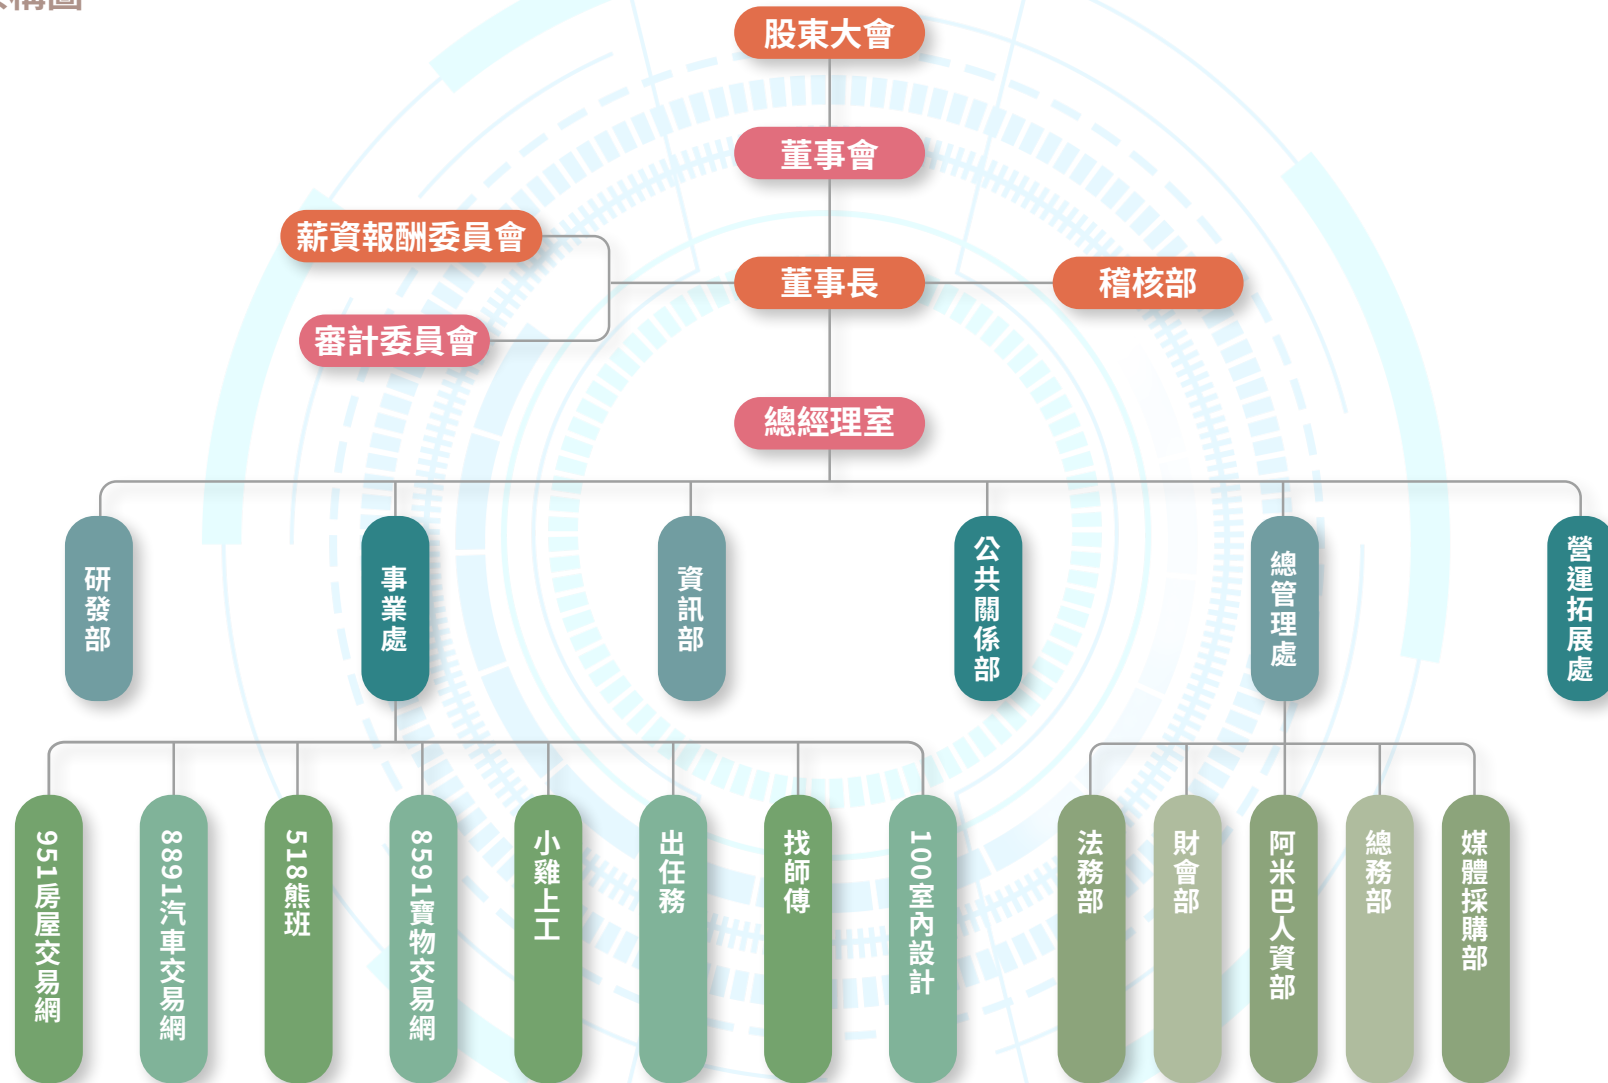 構圖
股東大會
董事會
薪資報酬委員會
董事長
稽核部
審計委員會
總經理室
研發部
事業處
資訊部
公共關係部
總管理處
營運拓展處
951房屋交易網
8891汽車交易網
518熊班
8591寶物交易網
小雞上工
出任務
找師傅
100室內設計
法務部
財會部
阿米巴人資部
總務部
媒體採購部